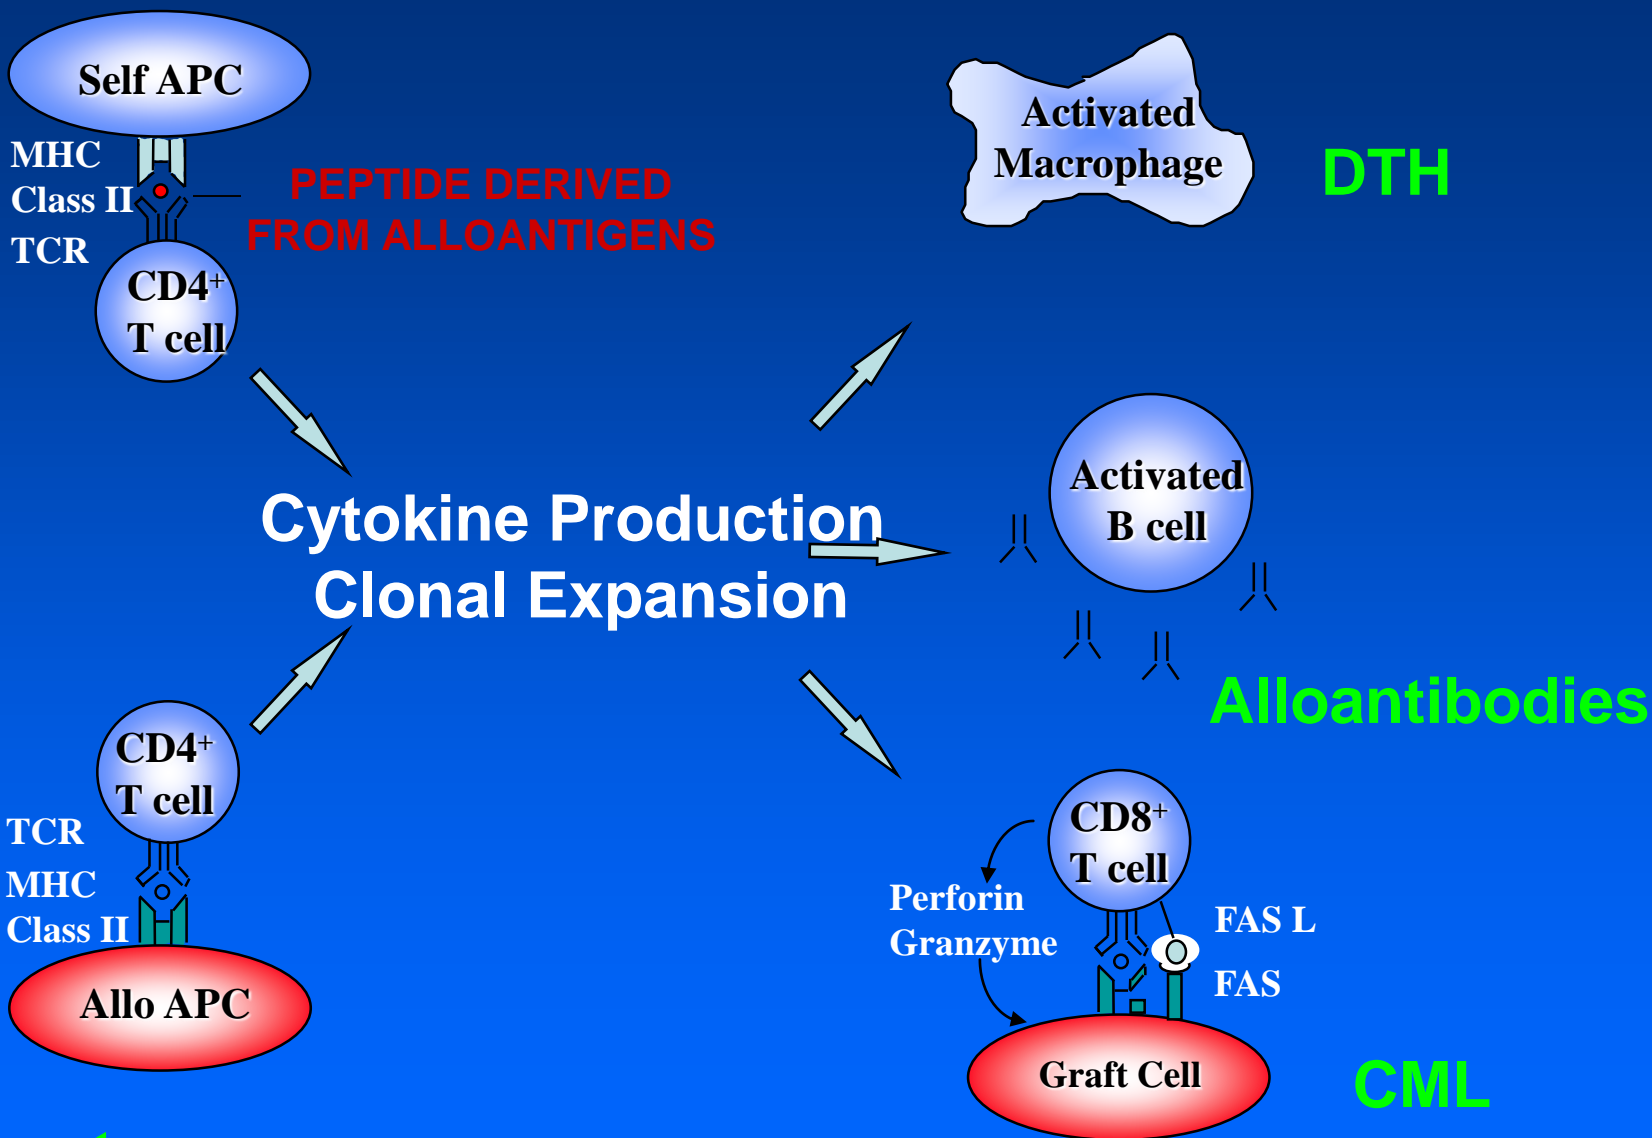 Self APC
MHC
Class II
TCR
PEPTIDE DERIVED
FROM ALLOANTIGENS
CD4+
T cell
Activated
Macrophage
DTH
Cytokine Production
Clonal Expansion
Activated
B cell
Alloantibodies
CD4+
T cell
TCR
MHC
Class II
Allo APC
CD8+
T cell
Perforin
Granzyme
FAS L
FAS
Graft Cell
CML